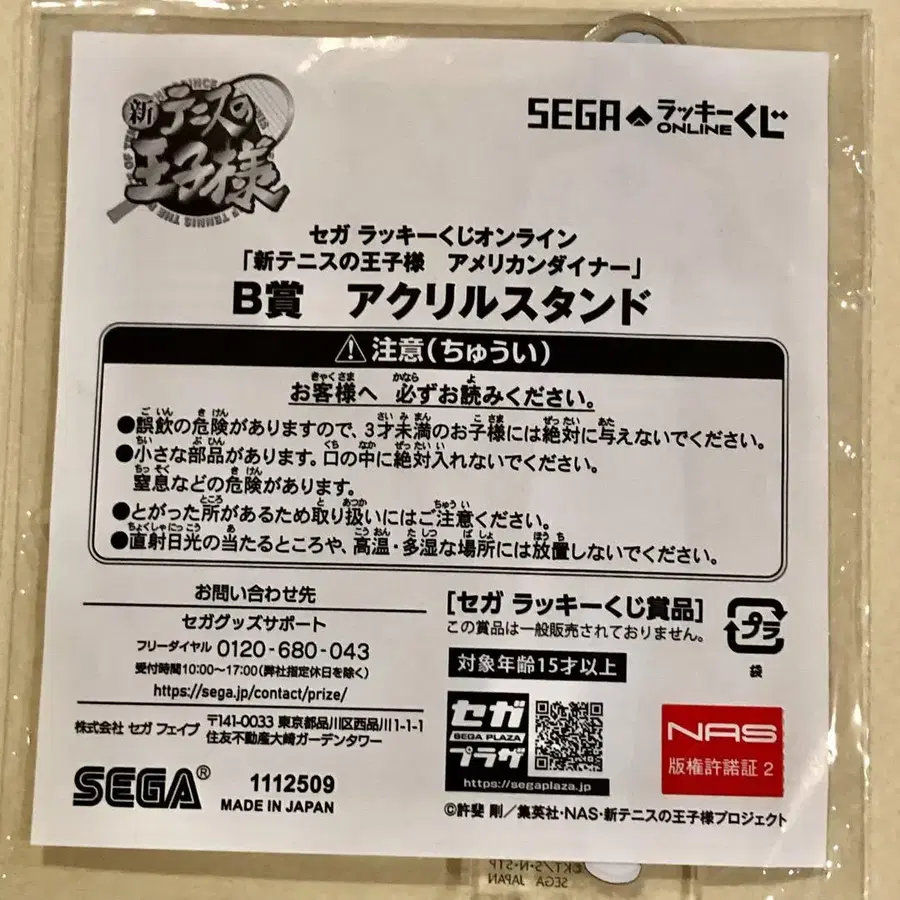 新テニスの
王子様
SEGA ラッキーくじ
ONLINE
セガ ラッキーくじオンライン
「新テニスの王子様 アメリカンダイナー」
B賞 アクリルスタンド
注意(ちゅうい)
お客様へ 必ずお読みください。
●誤飲の危険がありますので、3才未満のお子様には絶対に与えないでください。
●小さな部品があります。口の中に絶対入れないでください。
窒息などの危険があります。
●とがった所があるため取り扱いにはご注意ください。
●直射日光の当たるところや、高温・多湿な場所には放置しないでください。
お問い合わせ先
セガグッズサポート
フリーダイヤル 0120-680-043
受付時間10:00~17:00(弊社指定休日を除く)
https://sega.jp/contact/prize/
株式会社 セガ フェイブ 〒141-0033 東京都品川区西品川1-1-1
住友不動産大崎ガーデンタワー
SEGA® 1112509
MADE IN JAPAN
[セガ ラッキーくじ賞品]
この賞品は一般販売されておりません。
対象年齢15才以上
プラ
袋
セガ
SEGA PLAZA
プラザ
https://segaplaza.jp
NAS
版権許諾証 2
©許斐 剛/集英社・NAS・新テニスの王子様プロジェクト
©KT/S・N・STP
SEGA JAPAN